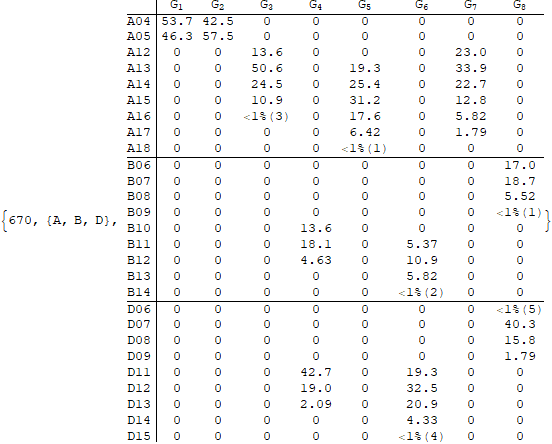 G₁ G₂ G₃ G₄ G₅ G₆ G₇ G₈
A04 53.7 42.5 0 0 0 0 0 0
A05 46.3 57.5 0 0 0 0 0 0
A12 0 0 13.6 0 0 0 23.0 0
A13 0 0 50.6 0 19.3 0 33.9 0
A14 0 0 24.5 0 25.4 0 22.7 0
A15 0 0 10.9 0 31.2 0 12.8 0
A16 0 0 <1%(3) 0 17.6 0 5.82 0
A17 0 0 0 0 6.42 0 1.79 0
A18 0 0 0 0 <1%(1) 0 0 0
B06 0 0 0 0 0 0 0 17.0
B07 0 0 0 0 0 0 0 18.7
B08 0 0 0 0 0 0 0 5.52
{670, {A, B, D}, B09 0 0 0 0 0 0 0 <1%(1) }
B10 0 0 0 13.6 0 0 0 0
B11 0 0 0 18.1 0 5.37 0 0
B12 0 0 0 4.63 0 10.9 0 0
B13 0 0 0 0 0 5.82 0 0
B14 0 0 0 0 0 <1%(2) 0 0
D06 0 0 0 0 0 0 0 <1%(5)
D07 0 0 0 0 0 0 0 40.3
D08 0 0 0 0 0 0 0 15.8
D09 0 0 0 0 0 0 0 1.79
D11 0 0 0 42.7 0 19.3 0 0
D12 0 0 0 19.0 0 32.5 0 0
D13 0 0 0 2.09 0 20.9 0 0
D14 0 0 0 0 0 4.33 0 0
D15 0 0 0 0 0 <1%(4) 0 0